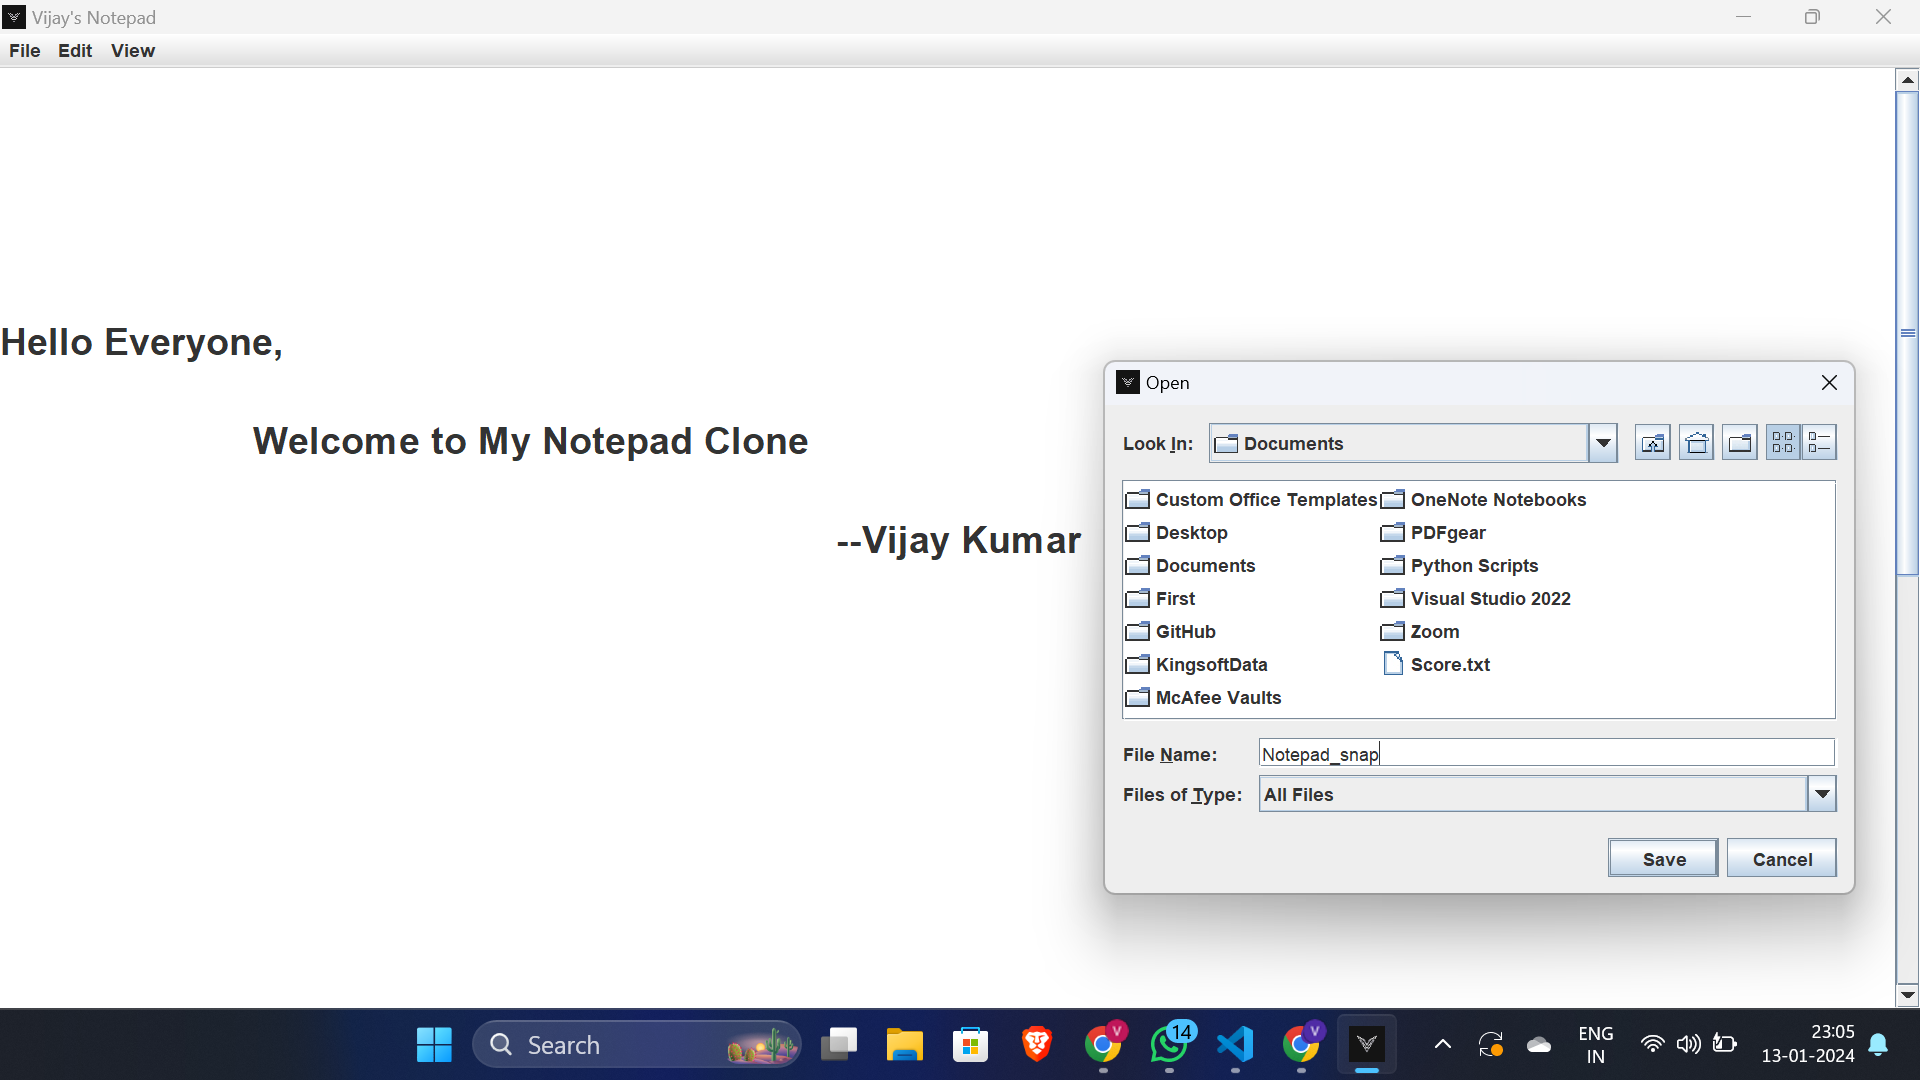 Vijay's Notepad
File Edit View
Hello Everyone,
Welcome to My Notepad Clone
--Vijay Kumar
Open
Look In: Documents
Custom Office Templates OneNote Notebooks
Desktop PDFgear
Documents Python Scripts
First Visual Studio 2022
GitHub Zoom
KingsoftData Score.txt
McAfee Vaults
File Name: Notepad_snap
Files of Type: All Files
Save Cancel
Search V 14 V ENG 23:05
IN 13-01-2024